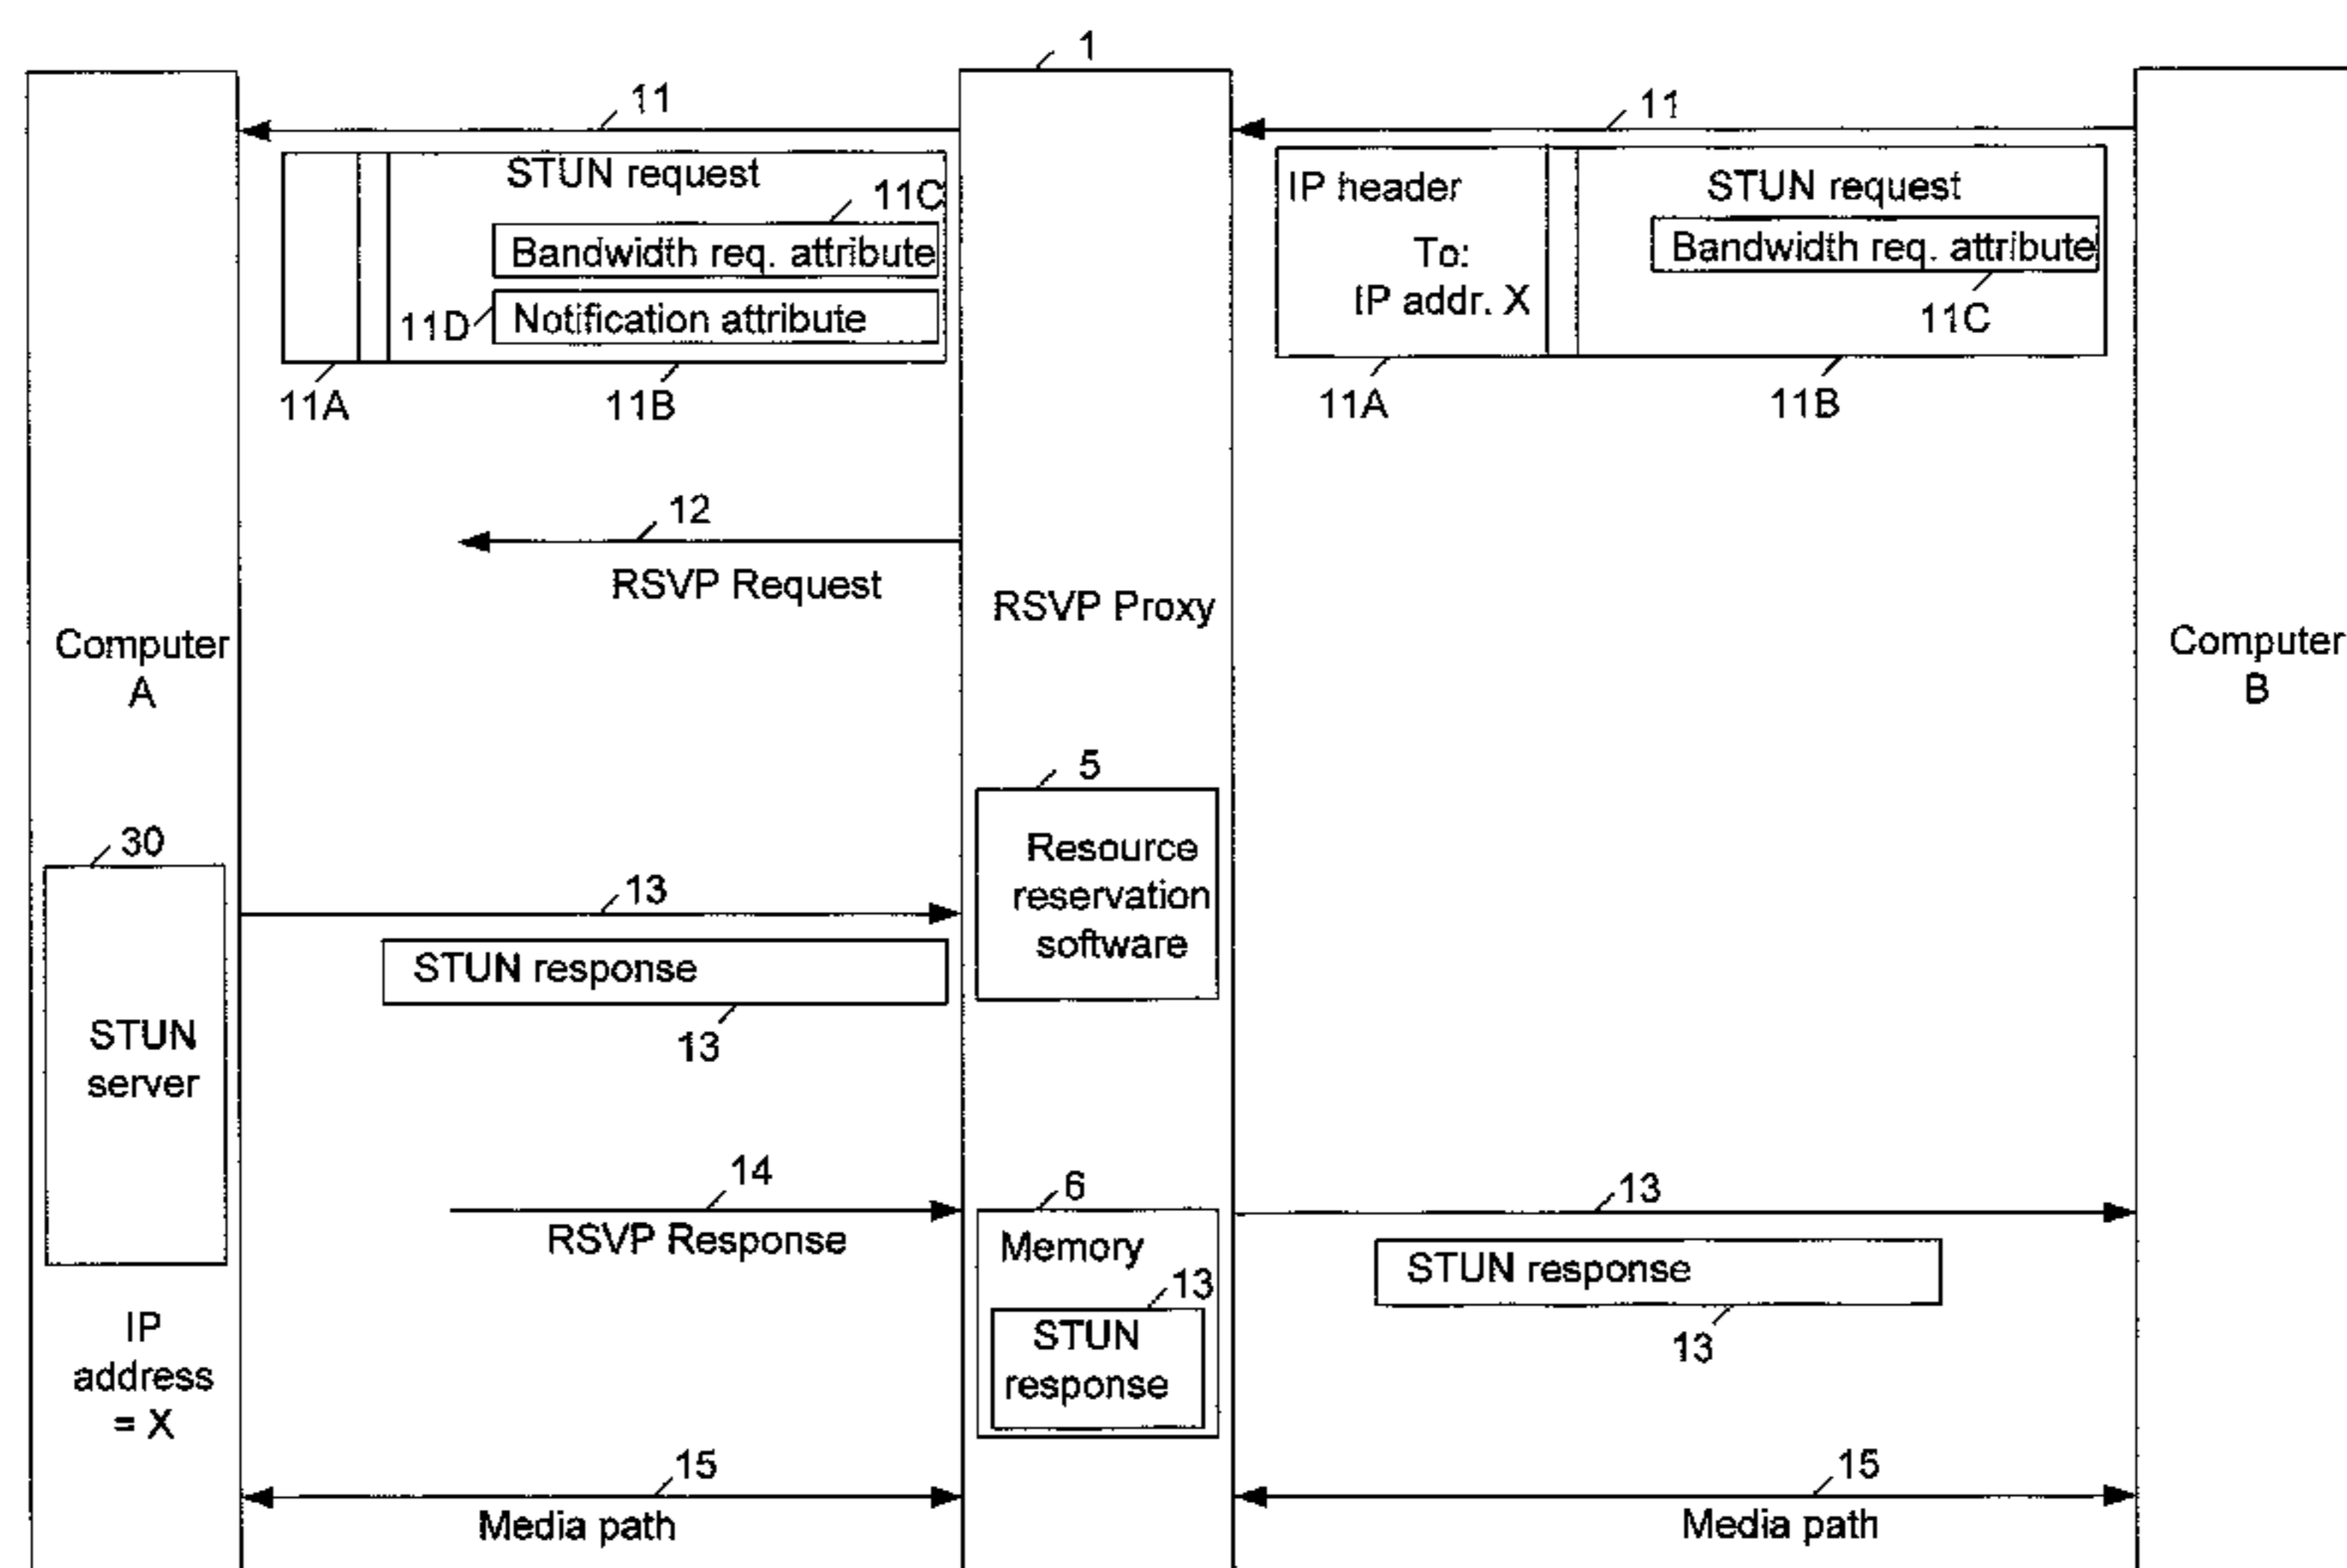 1
11
11
STUN request
11C
Bandwidth req. attribute
11D
Notification attribute
11A
11B
IP header
To:
IP addr. X
STUN request
Bandwidth req. attribute
11C
11A
11B
12
RSVP Request
RSVP Proxy
Computer
A
Computer
B
5
Resource
reservation
software
30
STUN
server
13
STUN response
13
14
RSVP Response
6
Memory
13
STUN
response
13
STUN response
13
IP
address
= X
15
Media path
15
Media path